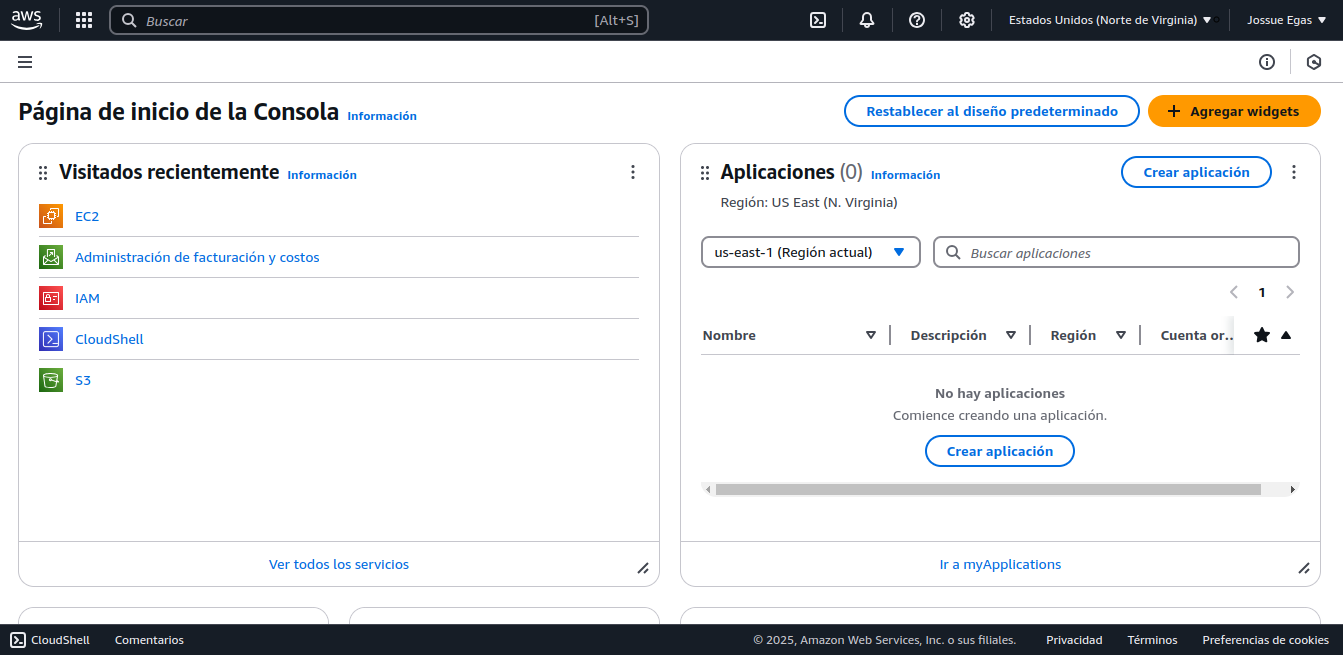 aws Buscar [Alt+S] Estados Unidos (Norte de Virginia) Jossue Egas
Página de inicio de la Consola Información Restablecer al diseño predeterminado Agregar widgets
Visitados recientemente Información
EC2
Administración de facturación y costos
IAM
CloudShell
S3
Ver todos los servicios
Aplicaciones (0) Información Crear aplicación
Región: US East (N. Virginia)
us-east-1 (Región actual) Buscar aplicaciones
1
Nombre Descripción Región Cuenta or..
No hay aplicaciones
Comience creando una aplicación.
Crear aplicación
Ir a myApplications
CloudShell Comentarios © 2025, Amazon Web Services, Inc. o sus filiales. Privacidad Términos Preferencias de cookies